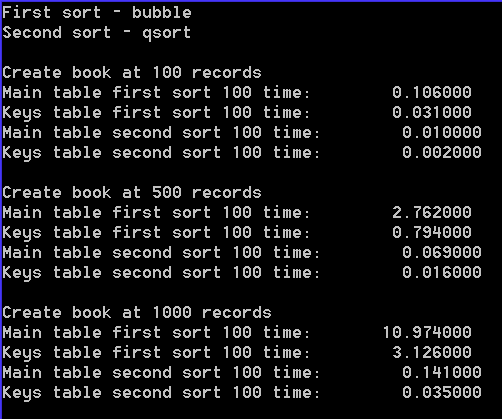 First sort - bubble
Second sort - qsort
Create book at 100 records
Main table first sort 100 time: 0.106000
Keys table first sort 100 time: 0.031000
Main table second sort 100 time: 0.010000
Keys table second sort 100 time: 0.002000
Create book at 500 records
Main table first sort 100 time: 2.762000
Keys table first sort 100 time: 0.794000
Main table second sort 100 time: 0.069000
Keys table second sort 100 time: 0.016000
Create book at 1000 records
Main table first sort 100 time: 10.974000
Keys table first sort 100 time: 3.126000
Main table second sort 100 time: 0.141000
Keys table second sort 100 time: 0.035000